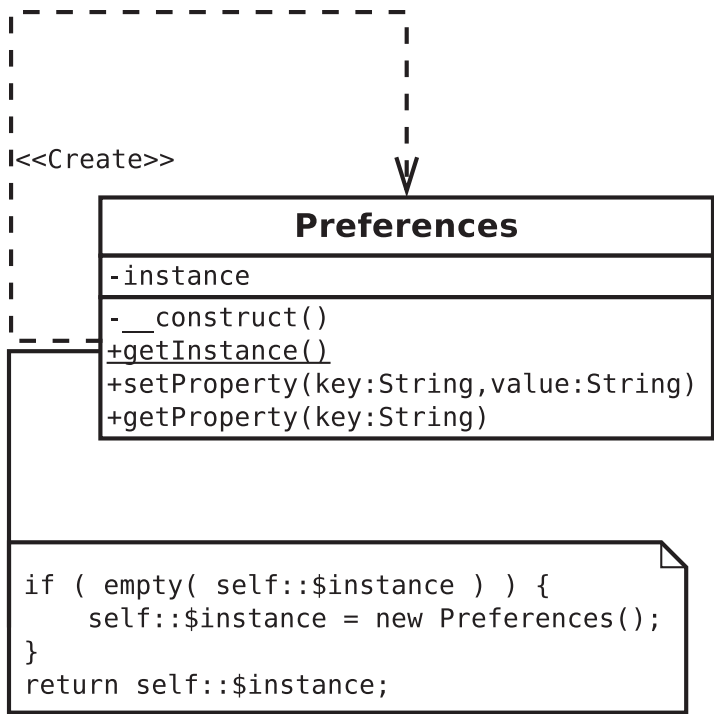 <<Create>>
Preferences
-instance
-__construct()
+getInstance()
+setProperty(key:String,value:String)
+getProperty(key:String)
if ( empty( self::$instance ) ) {
    self::$instance = new Preferences();
}
return self::$instance;